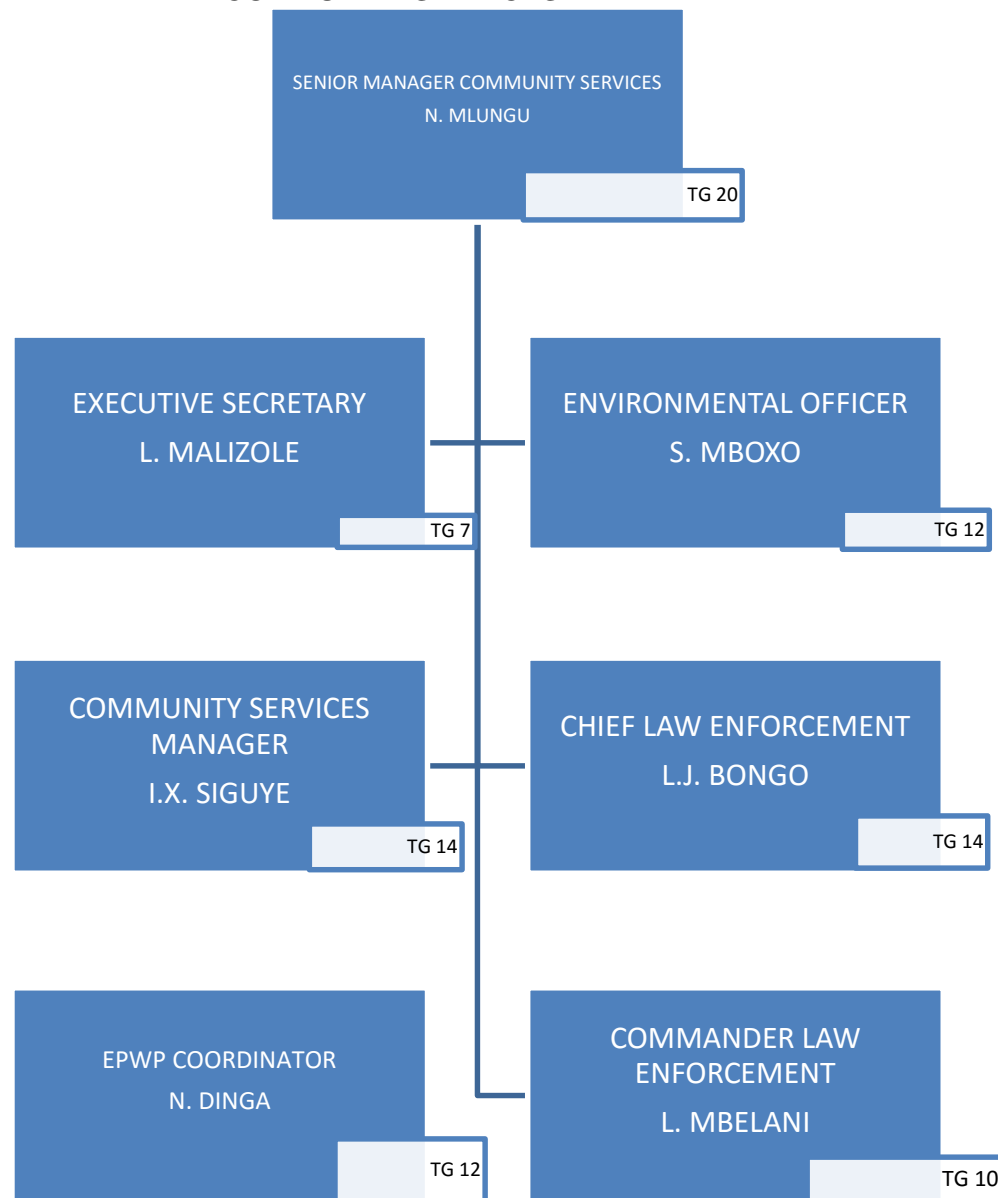 SENIOR MANAGER COMMUNITY SERVICES
N. MLUNGU
TG 20
EXECUTIVE SECRETARY
L. MALIZOLE
TG 7
ENVIRONMENTAL OFFICER
S. MBOXO
TG 12
COMMUNITY SERVICES
MANAGER
I.X. SIGUYE
TG 14
CHIEF LAW ENFORCEMENT
L.J. BONGO
TG 14
EPWP COORDINATOR
N. DINGA
TG 12
COMMANDER LAW
ENFORCEMENT
L. MBELANI
TG 10